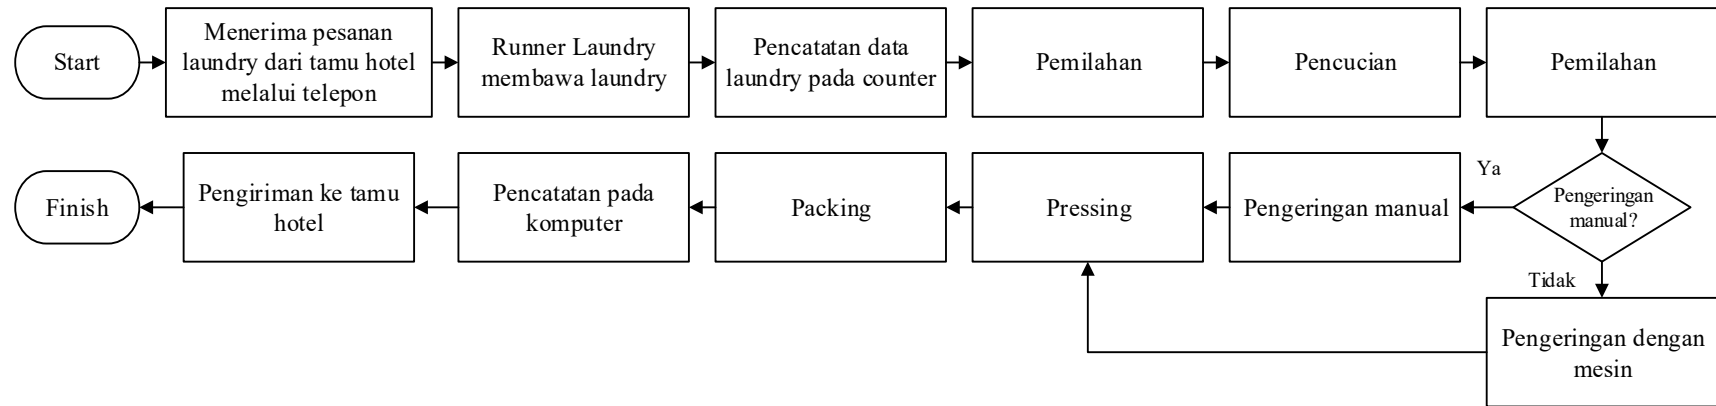 Start
Menerima pesanan
laundry dari tamu hotel
melalui telepon
Runner Laundry
membawa laundry
Pencatatan data
laundry pada counter
Pemilahan
Pencucian
Pemilahan
Pengeringan
manual?
Ya
Tidak
Pengeringan manual
Pengeringan dengan
mesin
Pressing
Packing
Pencatatan pada
komputer
Pengiriman ke tamu
hotel
Finish